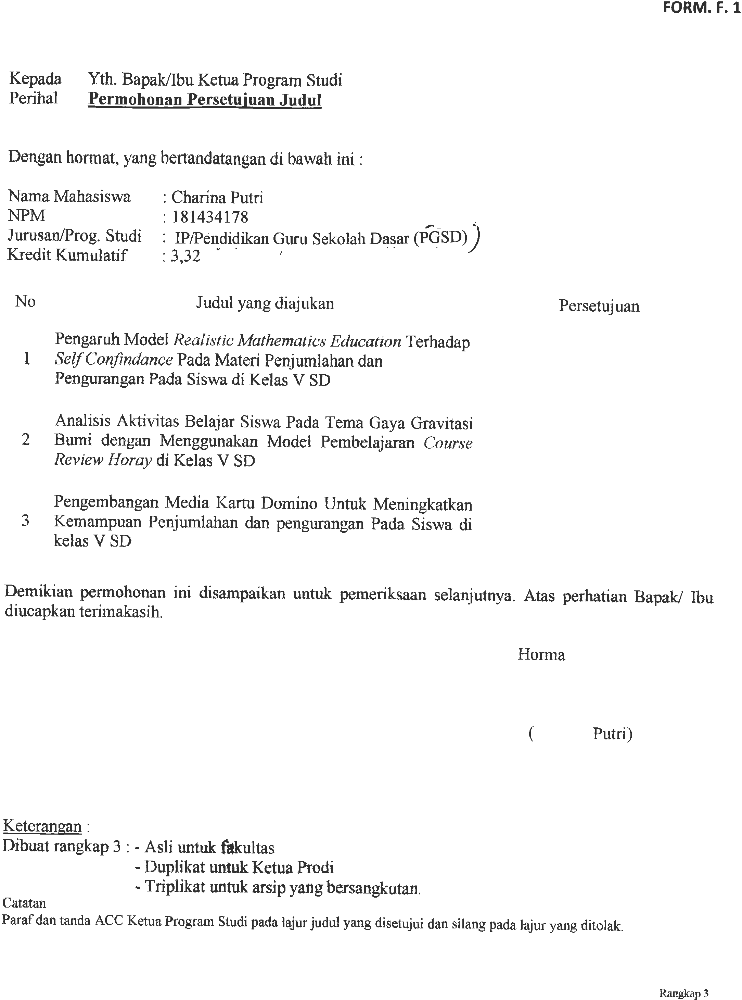 FORM. F. 1
Kepada Yth. Bapak/Ibu Ketua Program Studi
Perihal Permohonan Persetujuan Judul
Dengan hormat, yang bertandatangan di bawah ini :
Nama Mahasiswa : Charina Putri
NPM : 181434178
Jurusan/Prog. Studi : IP/Pendidikan Guru Sekolah Dasar (PGSD) )
Kredit Kumulatif : 3,32
No Judul yang diajukan Persetujuan
Pengaruh Model Realistic Mathematics Education Terhadap
1 Self Confindance Pada Materi Penjumlahan dan
Pengurangan Pada Siswa di Kelas V SD
Analisis Aktivitas Belajar Siswa Pada Tema Gaya Gravitasi
2 Bumi dengan Menggunakan Model Pembelajaran Course
Review Horay di Kelas V SD
Pengembangan Media Kartu Domino Untuk Meningkatkan
3 Kemampuan Penjumlahan dan pengurangan Pada Siswa di
kelas V SD
Demikian permohonan ini disampaikan untuk pemeriksaan selanjutnya. Atas perhatian Bapak/ Ibu
diucapkan terimakasih.
Horma
( Putri)
Keterangan :
Dibuat rangkap 3 : - Asli untuk fakultas
- Duplikat untuk Ketua Prodi
- Triplikat untuk arsip yang bersangkutan.
Catatan
Paraf dan tanda ACC Ketua Program Studi pada lajur judul yang disetujui dan silang pada lajur yang ditolak.
Rangkap 3